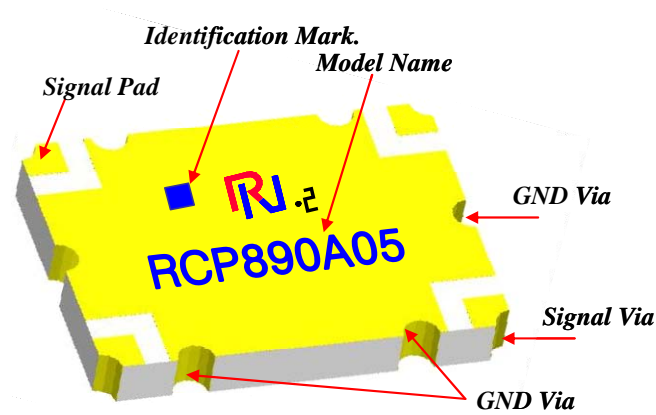 Identification Mark.
Model Name
Signal Pad
RN
.2
GND Via
RCP890A05
Signal Via
GND Via